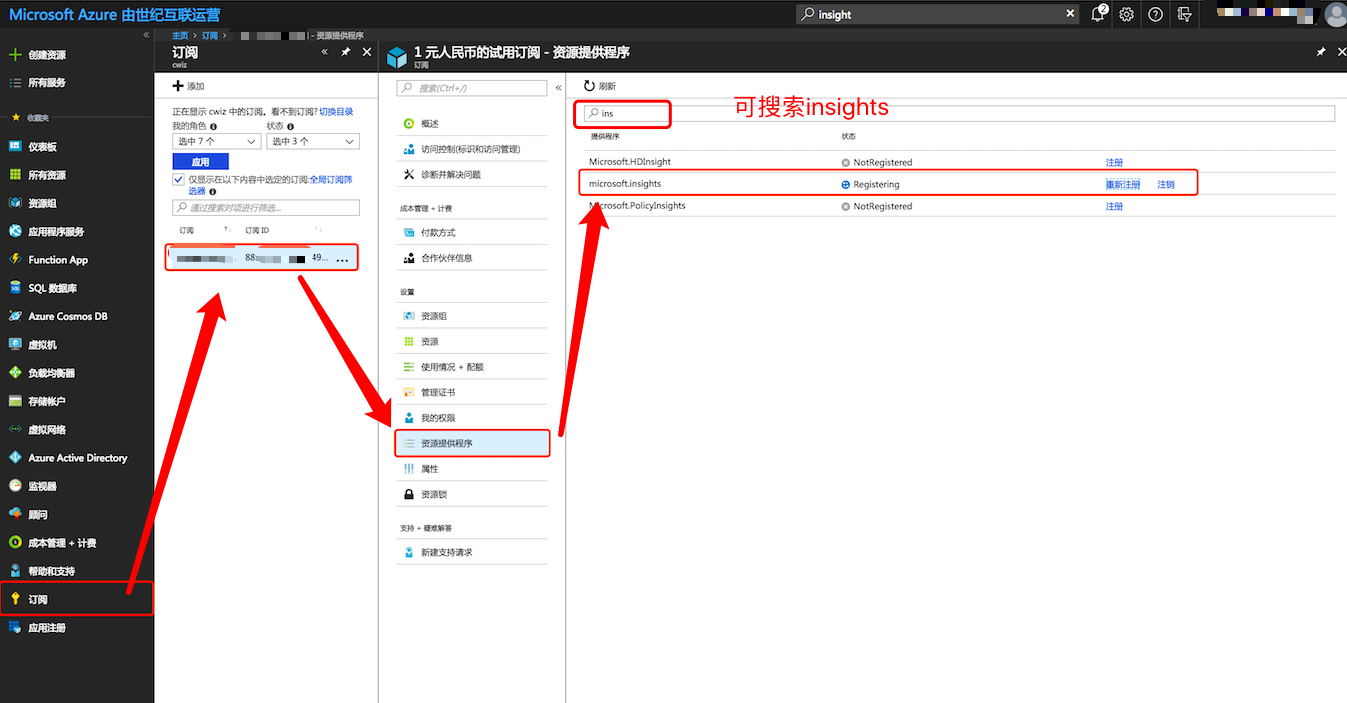 Microsoft Azure 由世纪互联运营
insight
2
主页 > 订阅 >
- 资源提供程序
创建资源
所有服务
收藏夹
仪表板
所有资源
资源组
应用程序服务
Function App
SQL 数据库
Azure Cosmos DB
虚拟机
负载均衡器
存储帐户
虚拟网络
Azure Active Directory
监视器
顾问
成本管理 + 计费
帮助和支持
订阅
应用注册
订阅
cwiz
添加
正在显示 cwiz 中的订阅。看不到订阅? 切换目录
我的角色
状态
选中 7 个
选中 3 个
应用
仅显示在以下内容中选定的订阅:全局订阅筛
选器
通过搜索对项进行筛选...
订阅
订阅 ID
88
49...
...
1 元人民币的试用订阅 - 资源提供程序
订阅
搜索(Ctrl+/)
概述
访问控制(标识和访问管理)
诊断并解决问题
成本管理 + 计费
付款方式
合作伙伴信息
设置
资源组
资源
使用情况 + 配额
管理证书
我的权限
资源提供程序
属性
资源锁
支持 + 疑难解答
新建支持请求
刷新
ins
可搜索insights
提供程序
状态
Microsoft.HDInsight NotRegistered 注册
microsoft.insights Registering 重新注册 注销
Microsoft.PolicyInsights NotRegistered 注册